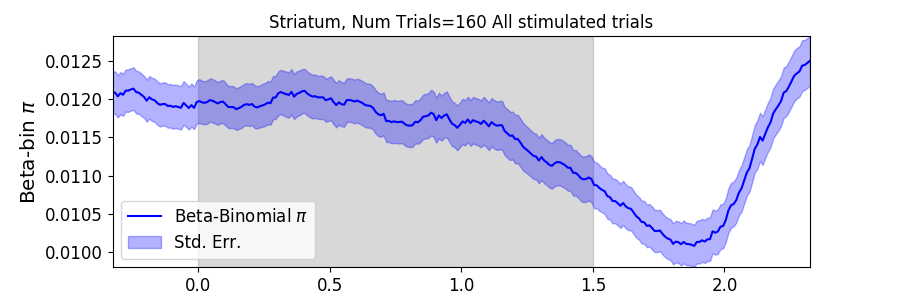 Striatum, Num Trials=160 All stimulated trials
Beta-bin π
0.0125
0.0120
0.0115
0.0110
0.0105
0.0100
Beta-Binomial π
Std. Err.
0.0 0.5 1.0 1.5 2.0